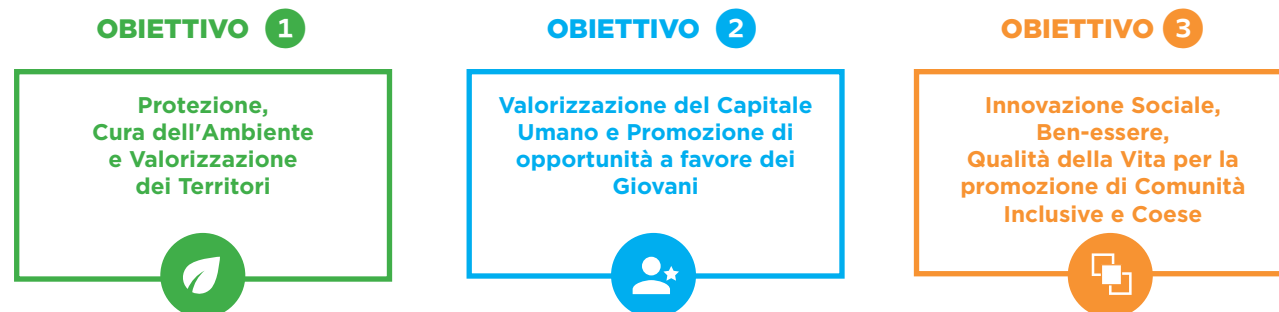 OBIETTIVO 1
Protezione,
Cura dell'Ambiente
e Valorizzazione
dei Territori
OBIETTIVO 2
Valorizzazione del Capitale
Umano e Promozione di
opportunità a favore dei
Giovani
OBIETTIVO 3
Innovazione Sociale,
Ben-essere,
Qualità della Vita per la
promozione di Comunità
Inclusive e Coese